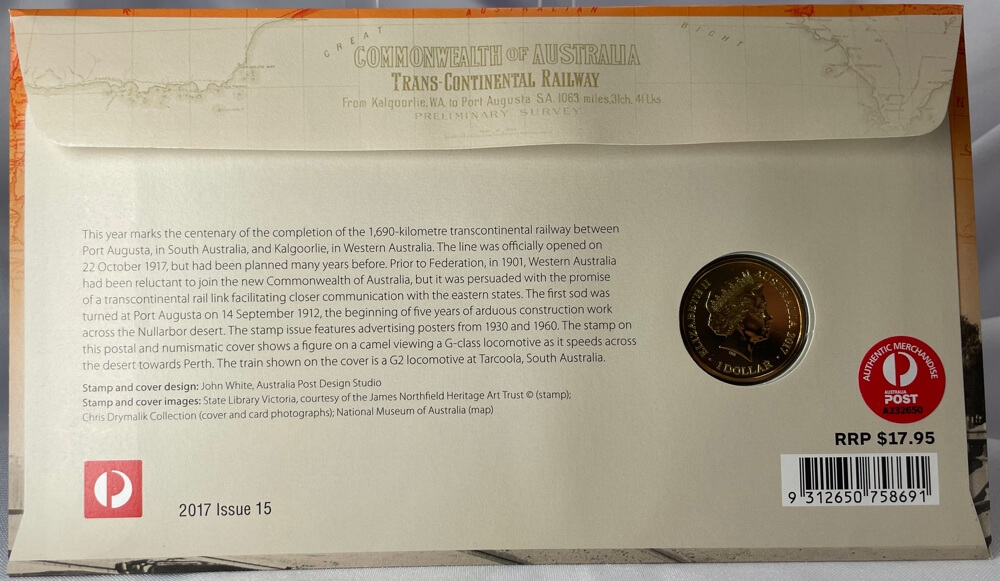 AUSTRALIAN
GREAT BIGHT
COMMONWEALTH OF AUSTRALIA
TRANS-CONTINENTAL RAILWAY
From Kalgoorlie, W.A. to Port Augusta S.A. 1063 miles, 31ch, 41 Lks
PRELIMINARY SURVEY
This year marks the centenary of the completion of the 1,690-kilometre transcontinental railway between
Port Augusta, in South Australia, and Kalgoorlie, in Western Australia. The line was officially opened on
22 October 1917, but had been planned many years before. Prior to Federation, in 1901, Western Australia
had been reluctant to join the new Commonwealth of Australia, but it was persuaded with the promise
of a transcontinental rail link facilitating closer communication with the eastern states. The first sod was
turned at Port Augusta on 14 September 1912, the beginning of five years of arduous construction work
across the Nullarbor desert. The stamp issue features advertising posters from 1930 and 1960. The stamp on
this postal and numismatic cover shows a figure on a camel viewing a G-class locomotive as it speeds across
the desert towards Perth. The train shown on the cover is a G2 locomotive at Tarcoola, South Australia.
Stamp and cover design: John White, Australia Post Design Studio
Stamp and cover images: State Library Victoria, courtesy of the James Northfield Heritage Art Trust © (stamp);
Chris Drymalik Collection (cover and card photographs); National Museum of Australia (map)
ELIZABETH II AUSTRALIA 2017
1 DOLLAR
AUTHENTIC MERCHANDISE
AUSTRALIA
POST
A232650
RRP $17.95
9 312650 758691
2017 Issue 15